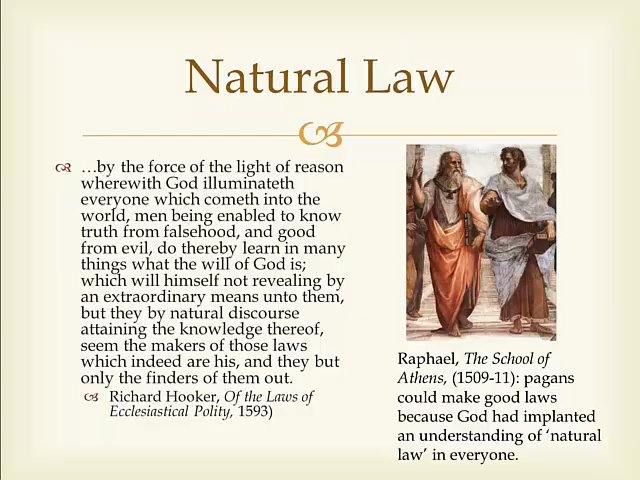 Natural Law
…by the force of the light of reason
wherewith God illuminateth
everyone which cometh into the
world, men being enabled to know
truth from falsehood, and good
from evil, do thereby learn in many
things what the will of God is;
which will himself not revealing by
an extraordinary means unto them,
but they by natural discourse
attaining the knowledge thereof,
seem the makers of those laws
which indeed are his, and they but
only the finders of them out.
Richard Hooker, Of the Laws of
Ecclesiastical Polity, 1593)
Raphael, The School of
Athens, (1509-11): pagans
could make good laws
because God had implanted
an understanding of ‘natural
law’ in everyone.